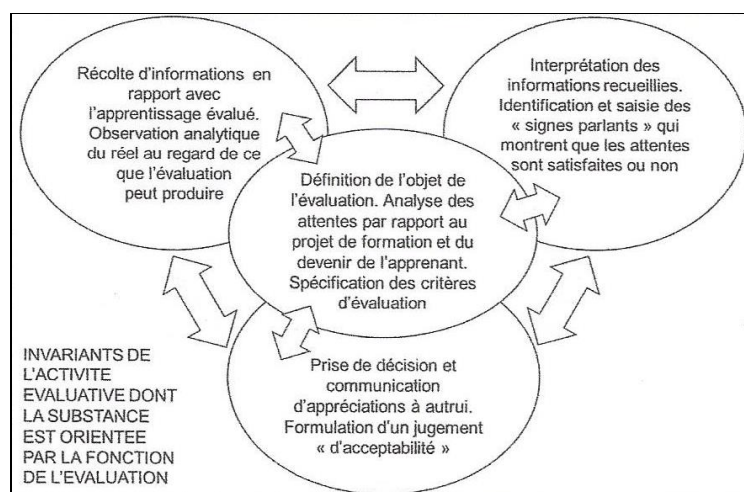 Récolte d'informations en
rapport avec
l'apprentissage évalué.
Observation analytique
du réel au regard de ce
que l'évaluation
peut produire
Interprétation des
informations recueillies.
Identification et saisie des
« signes parlants » qui
montrent que les attentes
sont satisfaites ou non
Définition de l'objet de
l'évaluation. Analyse des
attentes par rapport au
projet de formation et du
devenir de l'apprenant.
Spécification des critères
d'évaluation
Prise de décision et
communication
d'appréciations à autrui.
Formulation d'un jugement
« d'acceptabilité »
INVARIANTS DE
L'ACTIVITE
EVALUATIVE DONT
LA SUBSTANCE
EST ORIENTEE
PAR LA FONCTION
DE L'EVALUATION